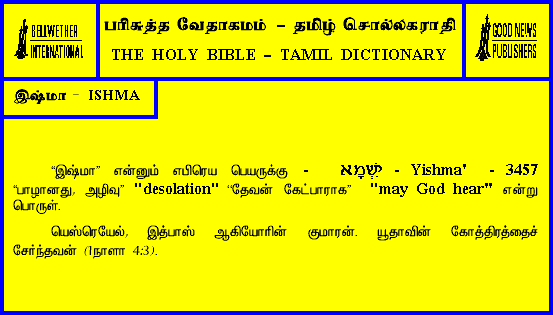 BELLWETHER
INTERNATIONAL
பரிசுத்த வேதாகமம் – தமிழ் சொல்லகராதி
THE HOLY BIBLE – TAMIL DICTIONARY
GOOD NEWS
PUBLISHERS
இஷ்மா - ISHMA
“இஷ்மா” என்னும் எபிரெய பெயருக்கு - יִשְׁמָא - Yishma' - 3457
“பாழானது, அழிவு” "desolation" “தேவன் கேட்பாராக” "may God hear" என்று
பொருள்.
யெஸ்ரெயேல், இத்பாஸ் ஆகியோரின் குமாரன். யூதாவின் கோத்திரத்தைச்
சேர்ந்தவன் (1நாளா 4:3).